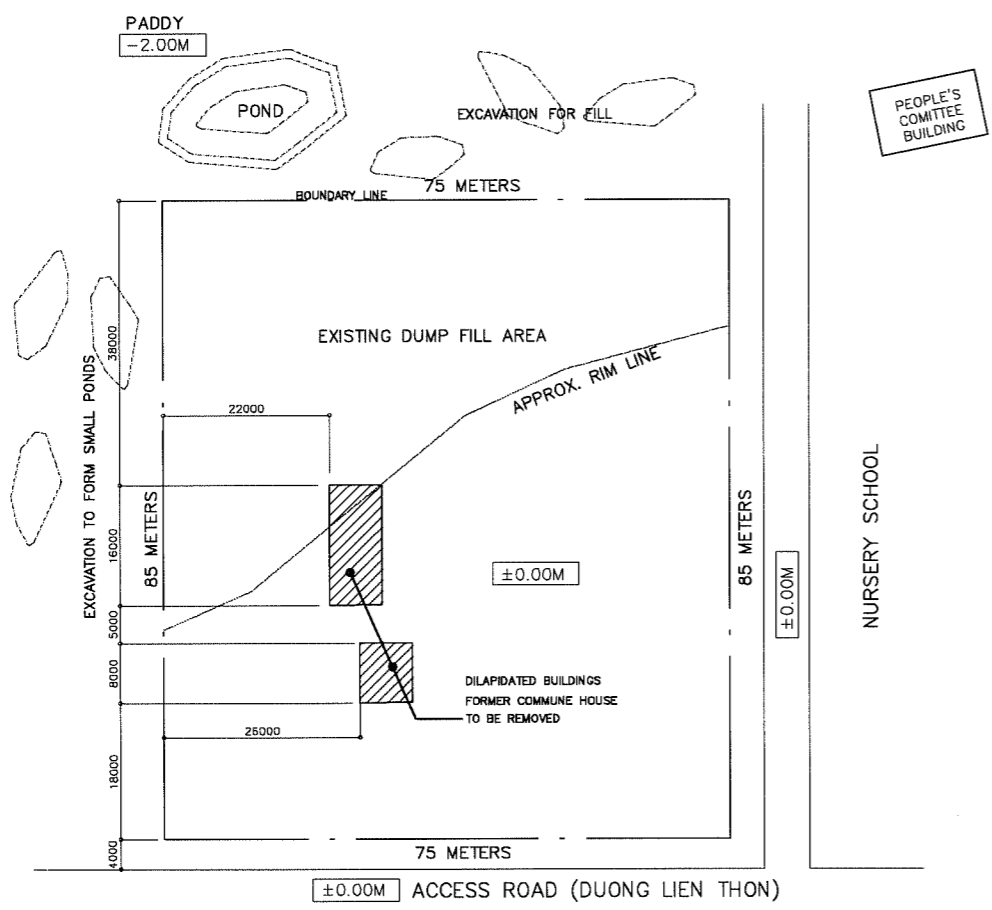 PADDY
-2.00M
POND
EXCAVATION FOR FILL
PEOPLE'S
COMITTEE
BUILDING
75 METERS
BOUNDARY LINE
EXISTING DUMP FILL AREA
APPROX. RIM LINE
38000
22000
EXCAVATION TO FORM SMALL PONDS
85 METERS
16000
±0.00M
85 METERS
±0.00M
NURSERY SCHOOL
5000
8000
DILAPIDATED BUILDINGS
FORMER COMMUNE HOUSE
TO BE REMOVED
26000
18000
4000
75 METERS
±0.00M ACCESS ROAD (DUONG LIEN THON)